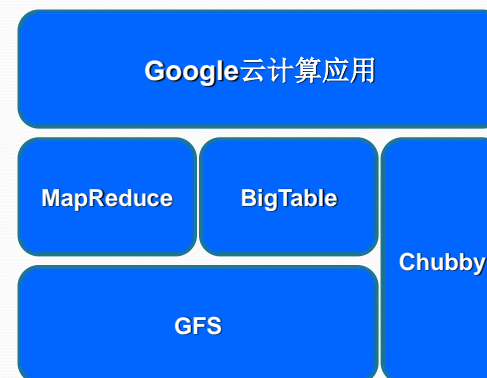 Google云计算应用
MapReduce
BigTable
Chubby
GFS